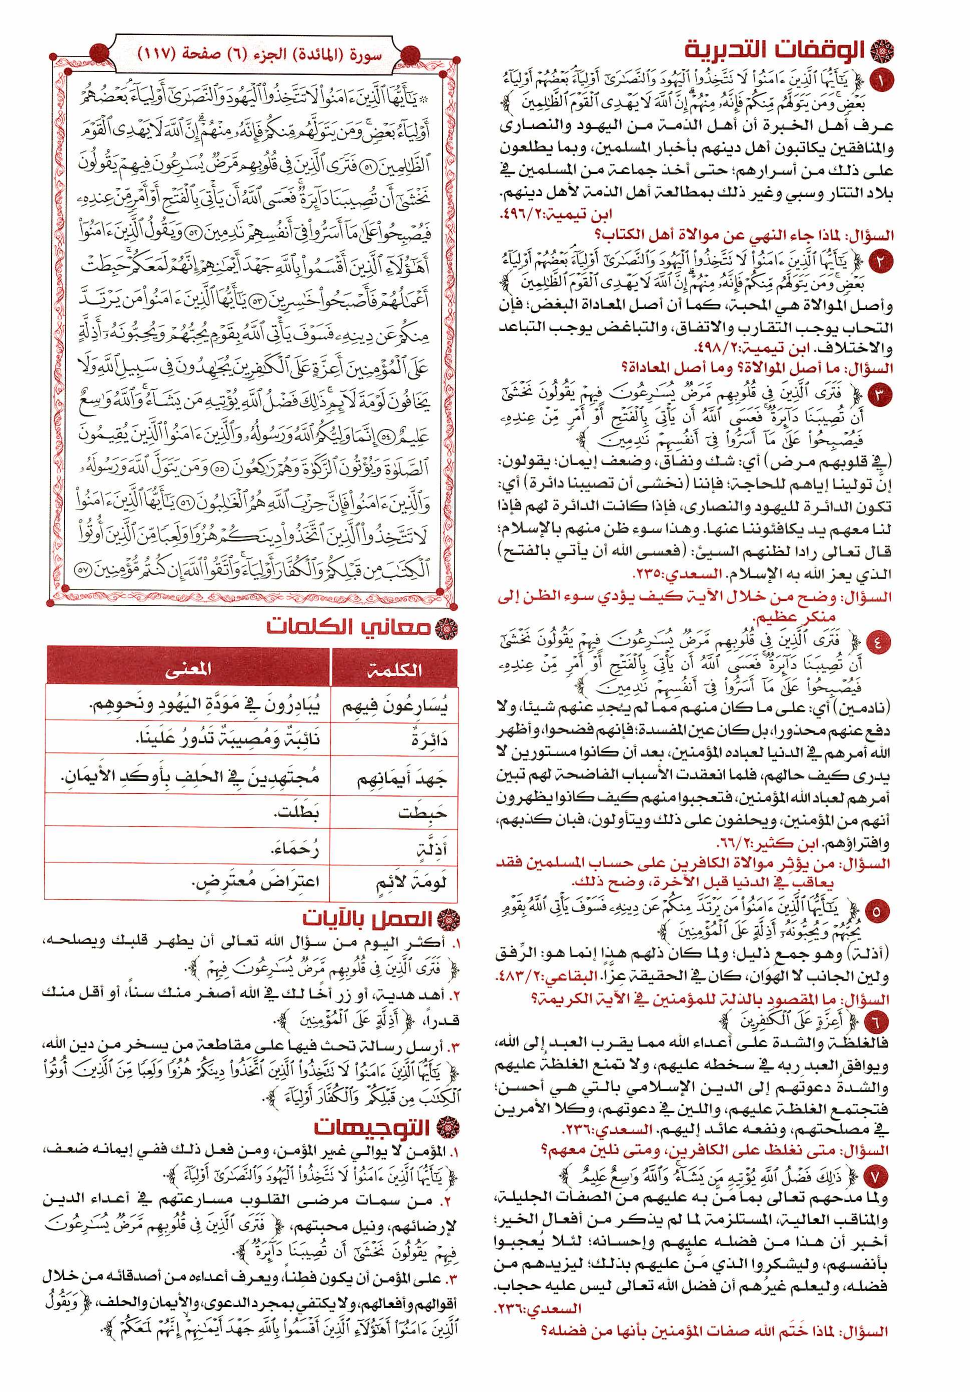 الوقفات التدبرية
١ ﴿ يَٰٓأَيُّهَا ٱلَّذِينَ ءَامَنُوا۟ لَا تَتَّخِذُوا۟ ٱلْيَهُودَ وَٱلنَّصَٰرَىٰٓ أَوْلِيَآءَ بَعْضُهُمْ أَوْلِيَآءُ
بَعْضٍ وَمَن يَتَوَلَّهُم مِّنكُمْ فَإِنَّهُۥ مِنْهُمْ إِنَّ ٱللَّهَ لَا يَهْدِى ٱلْقَوْمَ ٱلظَّٰلِمِينَ ﴾
عرف أهل الخبرة أن أهل الذمة من اليهود والنصارى
والمنافقين يكاتبون أهل دينهم بأخبار المسلمين، وبما يطلعون
على ذلك من أسرارهم؛ حتى أخذ جماعة من المسلمين في
بلاد التتار وسبي وغير ذلك بمطالعة أهل الذمة لأهل دينهم.
ابن تيمية:٤٩٦/٢.
السؤال: لماذا جاء النهي عن موالاة أهل الكتاب؟
٢ ﴿ يَٰٓأَيُّهَا ٱلَّذِينَ ءَامَنُوا۟ لَا تَتَّخِذُوا۟ ٱلْيَهُودَ وَٱلنَّصَٰرَىٰٓ أَوْلِيَآءَ بَعْضُهُمْ أَوْلِيَآءُ
بَعْضٍ وَمَن يَتَوَلَّهُم مِّنكُمْ فَإِنَّهُۥ مِنْهُمْ إِنَّ ٱللَّهَ لَا يَهْدِى ٱلْقَوْمَ ٱلظَّٰلِمِينَ ﴾
وأصل الموالاة هي المحبة، كما أن أصل المعاداة البغض؛ فإن
التحاب يوجب التقارب والاتفاق، والتباغض يوجب التباعد
والاختلاف. ابن تيمية:٤٩٨/٢.
السؤال: ما أصل الموالاة؟ وما أصل المعاداة؟
٣ ﴿ فَتَرَى ٱلَّذِينَ فِى قُلُوبِهِم مَّرَضٌ يُسَٰرِعُونَ فِيهِمْ يَقُولُونَ نَخْشَىٰٓ
أَن تُصِيبَنَا دَآئِرَةٌ فَعَسَى ٱللَّهُ أَن يَأْتِىَ بِٱلْفَتْحِ أَوْ أَمْرٍ مِّنْ عِندِهِۦ
فَيُصْبِحُوا۟ عَلَىٰ مَآ أَسَرُّوا۟ فِىٓ أَنفُسِهِمْ نَٰدِمِينَ ﴾
(في قلوبهم مرض) أي: شك ونفاق، وضعف إيمان؛ يقولون:
إن تولينا إياهم للحاجة؛ فإننا (نخشى أن تصيبنا دائرة) أي:
تكون الدائرة لليهود والنصارى، فإذا كانت الدائرة لهم فإذا
لنا معهم يد يكافئوننا عنها. وهذا سوء ظن منهم بالإسلام؛
قال تعالى رادا لظنهم السيئ: (فعسى الله أن يأتي بالفتح)
الذي يعز الله به الإسلام. السعدي:٢٣٥.
السؤال: وضح من خلال الآية كيف يؤدي سوء الظن إلى
منكر عظيم.
٤ ﴿ فَتَرَى ٱلَّذِينَ فِى قُلُوبِهِم مَّرَضٌ يُسَٰرِعُونَ فِيهِمْ يَقُولُونَ نَخْشَىٰٓ
أَن تُصِيبَنَا دَآئِرَةٌ فَعَسَى ٱللَّهُ أَن يَأْتِىَ بِٱلْفَتْحِ أَوْ أَمْرٍ مِّنْ عِندِهِۦ
فَيُصْبِحُوا۟ عَلَىٰ مَآ أَسَرُّوا۟ فِىٓ أَنفُسِهِمْ نَٰدِمِينَ ﴾
(نادمين) أي: على ما كان منهم مما لم ينجد عنهم شيئا، ولا
دفع عنهم محذورا، بل كان عين المفسدة؛ فإنهم فضحوا، وأظهر
الله أمرهم في الدنيا لعباده المؤمنين، بعد أن كانوا مستورين لا
يدرى كيف حالهم، فلما انعقدت الأسباب الفاضحة لهم تبين
أمرهم لعباد الله المؤمنين، فتعجبوا منهم كيف كانوا يظهرون
أنهم من المؤمنين، ويحلفون على ذلك ويتأولون، فبان كذبهم،
وافتراؤهم. ابن كثير:٦٦/٢.
السؤال: من يؤثر موالاة الكافرين على حساب المسلمين فقد
يعاقب في الدنيا قبل الآخرة، وضح ذلك.
٥ ﴿ يَٰٓأَيُّهَا ٱلَّذِينَ ءَامَنُوا۟ مَن يَرْتَدَّ مِنكُمْ عَن دِينِهِۦ فَسَوْفَ يَأْتِى ٱللَّهُ بِقَوْمٍ
يُحِبُّهُمْ وَيُحِبُّونَهُۥٓ أَذِلَّةٍ عَلَى ٱلْمُؤْمِنِينَ ﴾
(أذلة) وهو جمع ذليل؛ ولما كان ذلهم هذا إنما هو: الرِّفق
ولين الجانب لا الهَوَان، كان في الحقيقة عِزًّا. البقاعي:٤٨٣/٢.
السؤال: ما المقصود بالذلة للمؤمنين في الآية الكريمة؟
٦ ﴿ أَعِزَّةٍ عَلَى ٱلْكَٰفِرِينَ ﴾
فالغلظة والشدة على أعداء الله مما يقرب العبد إلى الله،
ويوافق العبد ربه في سخطه عليهم، ولا تمنع الغلظة عليهم
والشدة دعوتهم إلى الدين الإسلامي بالتي هي أحسن؛
فتجتمع الغلظة عليهم، واللين في دعوتهم، وكلا الأمرين
في مصلحتهم، ونفعه عائد إليهم. السعدي:٢٣٦.
السؤال: متى نغلظ على الكافرين، ومتى نلين معهم؟
٧ ﴿ ذَٰلِكَ فَضْلُ ٱللَّهِ يُؤْتِيهِ مَن يَشَآءُ وَٱللَّهُ وَٰسِعٌ عَلِيمٌ ﴾
ولما مدحهم تعالى بما منّ به عليهم من الصفات الجليلة،
والمناقب العالية، المستلزمة لما لم يذكر من أفعال الخير؛
أخبر أن هذا من فضله عليهم وإحسانه؛ لئلا يُعجبوا
بأنفسهم، وليشكروا الذي مَنّ عليهم بذلك؛ ليزيدهم من
فضله، وليعلم غيرُهم أن فضل الله تعالى ليس عليه حجاب.
السعدي:٢٣٦.
السؤال: لماذا خَتَم الله صفات المؤمنين بأنها من فضله؟
سورة (المائدة) الجزء (٦) صفحة (١١٧)
۞ يَٰٓأَيُّهَا ٱلَّذِينَ ءَامَنُوا۟ لَا تَتَّخِذُوا۟ ٱلْيَهُودَ وَٱلنَّصَٰرَىٰٓ أَوْلِيَآءَ بَعْضُهُمْ
أَوْلِيَآءُ بَعْضٍ وَمَن يَتَوَلَّهُم مِّنكُمْ فَإِنَّهُۥ مِنْهُمْ إِنَّ ٱللَّهَ لَا يَهْدِى ٱلْقَوْمَ
ٱلظَّٰلِمِينَ ٥١ فَتَرَى ٱلَّذِينَ فِى قُلُوبِهِم مَّرَضٌ يُسَٰرِعُونَ فِيهِمْ يَقُولُونَ
نَخْشَىٰٓ أَن تُصِيبَنَا دَآئِرَةٌ فَعَسَى ٱللَّهُ أَن يَأْتِىَ بِٱلْفَتْحِ أَوْ أَمْرٍ مِّنْ عِندِهِۦ
فَيُصْبِحُوا۟ عَلَىٰ مَآ أَسَرُّوا۟ فِىٓ أَنفُسِهِمْ نَٰدِمِينَ ٥٢ وَيَقُولُ ٱلَّذِينَ ءَامَنُوٓا۟
أَهَٰٓؤُلَآءِ ٱلَّذِينَ أَقْسَمُوا۟ بِٱللَّهِ جَهْدَ أَيْمَٰنِهِمْ إِنَّهُمْ لَمَعَكُمْ حَبِطَتْ
أَعْمَٰلُهُمْ فَأَصْبَحُوا۟ خَٰسِرِينَ ٥٣ يَٰٓأَيُّهَا ٱلَّذِينَ ءَامَنُوا۟ مَن يَرْتَدَّ
مِنكُمْ عَن دِينِهِۦ فَسَوْفَ يَأْتِى ٱللَّهُ بِقَوْمٍ يُحِبُّهُمْ وَيُحِبُّونَهُۥٓ أَذِلَّةٍ
عَلَى ٱلْمُؤْمِنِينَ أَعِزَّةٍ عَلَى ٱلْكَٰفِرِينَ يُجَٰهِدُونَ فِى سَبِيلِ ٱللَّهِ وَلَا
يَخَافُونَ لَوْمَةَ لَآئِمٍ ذَٰلِكَ فَضْلُ ٱللَّهِ يُؤْتِيهِ مَن يَشَآءُ وَٱللَّهُ وَٰسِعٌ
عَلِيمٌ ٥٤ إِنَّمَا وَلِيُّكُمُ ٱللَّهُ وَرَسُولُهُۥ وَٱلَّذِينَ ءَامَنُوا۟ ٱلَّذِينَ يُقِيمُونَ
ٱلصَّلَوٰةَ وَيُؤْتُونَ ٱلزَّكَوٰةَ وَهُمْ رَٰكِعُونَ ٥٥ وَمَن يَتَوَلَّ ٱللَّهَ وَرَسُولَهُۥ
وَٱلَّذِينَ ءَامَنُوا۟ فَإِنَّ حِزْبَ ٱللَّهِ هُمُ ٱلْغَٰلِبُونَ ٥٦ يَٰٓأَيُّهَا ٱلَّذِينَ ءَامَنُوا۟
لَا تَتَّخِذُوا۟ ٱلَّذِينَ ٱتَّخَذُوا۟ دِينَكُمْ هُزُوًا وَلَعِبًا مِّنَ ٱلَّذِينَ أُوتُوا۟
ٱلْكِتَٰبَ مِن قَبْلِكُمْ وَٱلْكُفَّارَ أَوْلِيَآءَ وَٱتَّقُوا۟ ٱللَّهَ إِن كُنتُم مُّؤْمِنِينَ ٥٧
معاني الكلمات
الكلمة المعنى
يُسَارِعُونَ فِيهِم يُبَادِرُونَ فِي مَوَدَّةِ اليَهُودِ وَنَحوِهِم.
دَائِرَةٌ نَائِبَةٌ وَمُصِيبَةٌ تَدُورُ عَلَينَا.
جَهدَ أَيمَانِهِم مُجتَهِدِينَ فِي الحَلِفِ بِأَوكَدِ الأَيمَانِ.
حَبِطَت بَطَلَت.
أَذِلَّةٍ رُحَمَاءَ.
لَومَةَ لَائِمٍ اعتِرَاضَ مُعتَرِضٍ.
العمل بالآيات
١. أكثر اليوم من سؤال الله تعالى أن يطهر قلبك ويصلحه،
﴿ فَتَرَى ٱلَّذِينَ فِى قُلُوبِهِم مَّرَضٌ يُسَٰرِعُونَ فِيهِمْ ﴾.
٢. أهد هدية، أو زر أخًا لك في الله أصغر منك سناً، أو أقل منك
قدراً، ﴿ أَذِلَّةٍ عَلَى ٱلْمُؤْمِنِينَ ﴾.
٣. أرسل رسالة تحث فيها على مقاطعة من يسخر من دين الله،
﴿ يَٰٓأَيُّهَا ٱلَّذِينَ ءَامَنُوا۟ لَا تَتَّخِذُوا۟ ٱلَّذِينَ ٱتَّخَذُوا۟ دِينَكُمْ هُزُوًا وَلَعِبًا مِّنَ ٱلَّذِينَ أُوتُوا۟
ٱلْكِتَٰبَ مِن قَبْلِكُمْ وَٱلْكُفَّارَ أَوْلِيَآءَ ﴾.
التوجيهات
١. المؤمن لا يوالي غير المؤمن، ومن فعل ذلك ففي إيمانه ضعف،
﴿ يَٰٓأَيُّهَا ٱلَّذِينَ ءَامَنُوا۟ لَا تَتَّخِذُوا۟ ٱلْيَهُودَ وَٱلنَّصَٰرَىٰٓ أَوْلِيَآءَ ﴾.
٢. من سمات مرضى القلوب مسارعتهم في أعداء الدين
لإرضائهم، ونيل محبتهم، ﴿ فَتَرَى ٱلَّذِينَ فِى قُلُوبِهِم مَّرَضٌ يُسَٰرِعُونَ
فِيهِمْ يَقُولُونَ نَخْشَىٰٓ أَن تُصِيبَنَا دَآئِرَةٌ ﴾.
٣. على المؤمن أن يكون فطِناً، ويعرف أعداءه من أصدقائه من خلال
أقوالهم وأفعالهم، ولا يكتفي بمجرد الدعوى، والأيمان والحلف، ﴿ وَيَقُولُ
ٱلَّذِينَ ءَامَنُوٓا۟ أَهَٰٓؤُلَآءِ ٱلَّذِينَ أَقْسَمُوا۟ بِٱللَّهِ جَهْدَ أَيْمَٰنِهِمْ إِنَّهُمْ لَمَعَكُمْ ﴾.